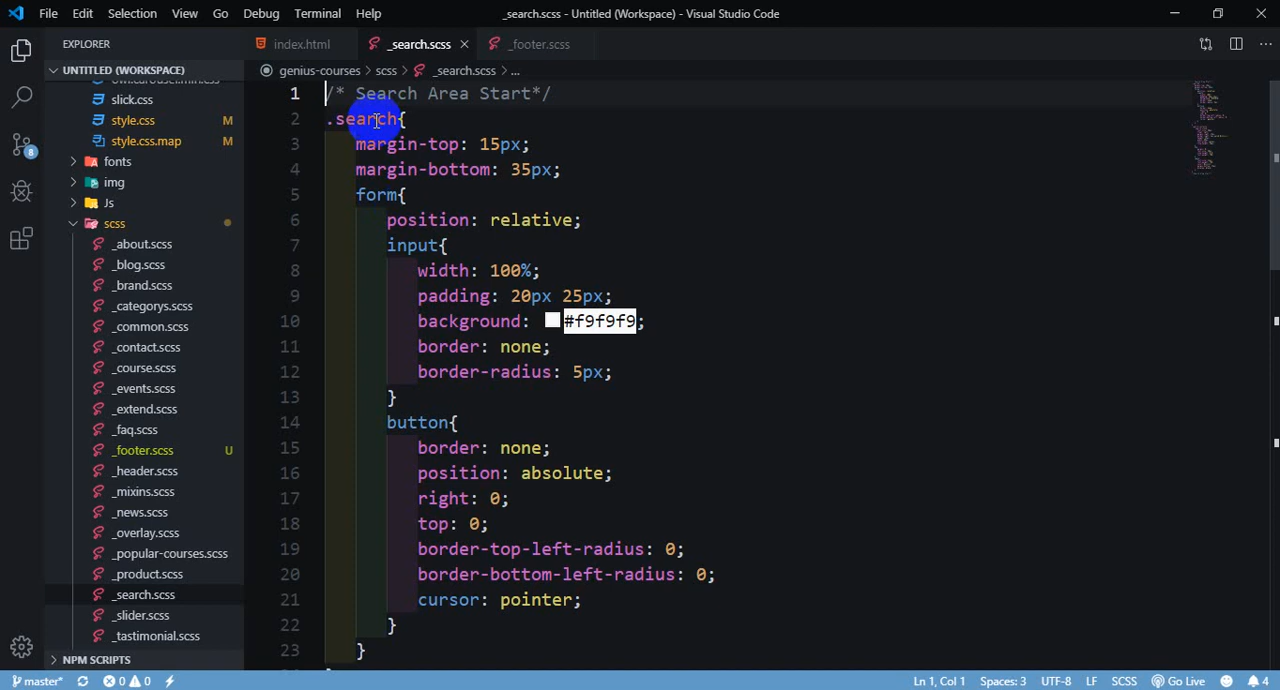 File Edit Selection View Go Debug Terminal Help
_search.scss - Untitled (Workspace) - Visual Studio Code
EXPLORER
index.html
_search.scss
_footer.scss
UNTITLED (WORKSPACE)
genius-courses > scss > _search.scss > ...
slick.css
style.css M
style.css.map M
fonts
img
Js
scss
_about.scss
_blog.scss
_brand.scss
_categorys.scss
_common.scss
_contact.scss
_course.scss
_events.scss
_extend.scss
_faq.scss
_footer.scss U
_header.scss
_mixins.scss
_news.scss
_overlay.scss
_popular-courses.scss
_product.scss
_search.scss
_slider.scss
_tastimonial.scss
NPM SCRIPTS
1 /* Search Area Start*/
2 .search{
3 margin-top: 15px;
4 margin-bottom: 35px;
5 form{
6 position: relative;
7 input{
8 width: 100%;
9 padding: 20px 25px;
10 background: #f9f9f9;
11 border: none;
12 border-radius: 5px;
13 }
14 button{
15 border: none;
16 position: absolute;
17 right: 0;
18 top: 0;
19 border-top-left-radius: 0;
20 border-bottom-left-radius: 0;
21 cursor: pointer;
22 }
23 }
8
master* 0 0
Ln 1, Col 1 Spaces: 3 UTF-8 LF SCSS Go Live 4